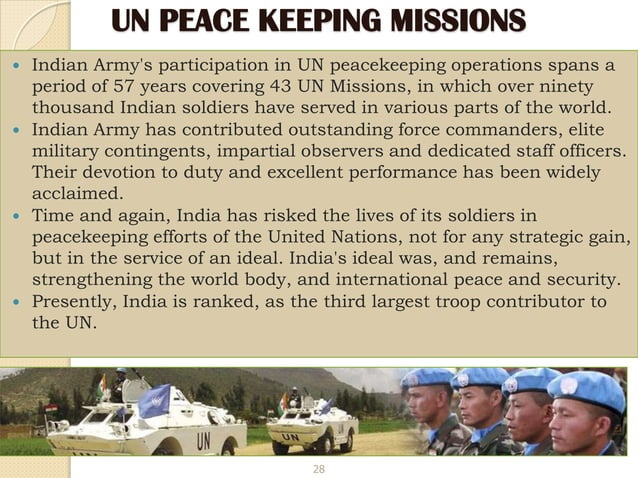 UN PEACE KEEPING MISSIONS
• Indian Army's participation in UN peacekeeping operations spans a
period of 57 years covering 43 UN Missions, in which over ninety
thousand Indian soldiers have served in various parts of the world.
• Indian Army has contributed outstanding force commanders, elite
military contingents, impartial observers and dedicated staff officers.
Their devotion to duty and excellent performance has been widely
acclaimed.
• Time and again, India has risked the lives of its soldiers in
peacekeeping efforts of the United Nations, not for any strategic gain,
but in the service of an ideal. India's ideal was, and remains,
strengthening the world body, and international peace and security.
• Presently, India is ranked, as the third largest troop contributor to
the UN.
UN
UN
28